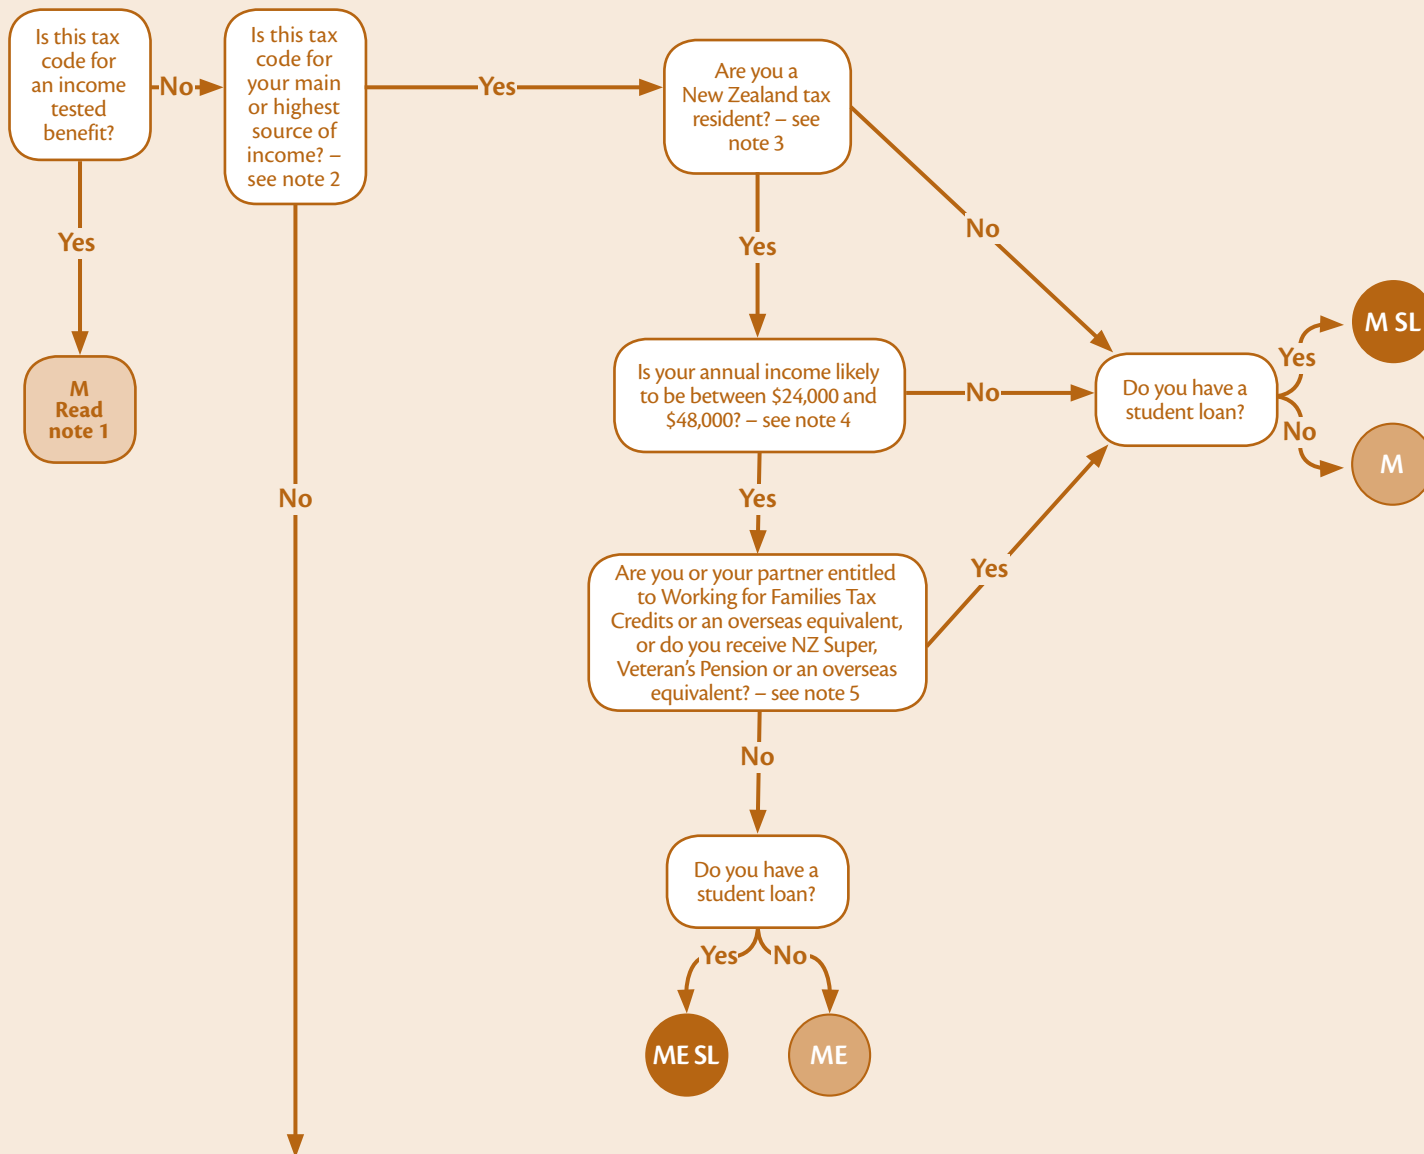 Is this tax
code for
an income
tested
benefit?
No
Is this tax
code for
your main
or highest
source of
income? –
see note 2
Yes
Are you a
New Zealand tax
resident? – see
note 3
Yes
No
Yes
M
Read
note 1
No
Is your annual income likely
to be between $24,000 and
$48,000? – see note 4
No
Do you have a
student loan?
Yes
M SL
No
M
Yes
Are you or your partner entitled
to Working for Families Tax
Credits or an overseas equivalent,
or do you receive NZ Super,
Veteran's Pension or an overseas
equivalent? – see note 5
Yes
No
Do you have a
student loan?
Yes
No
ME SL
ME